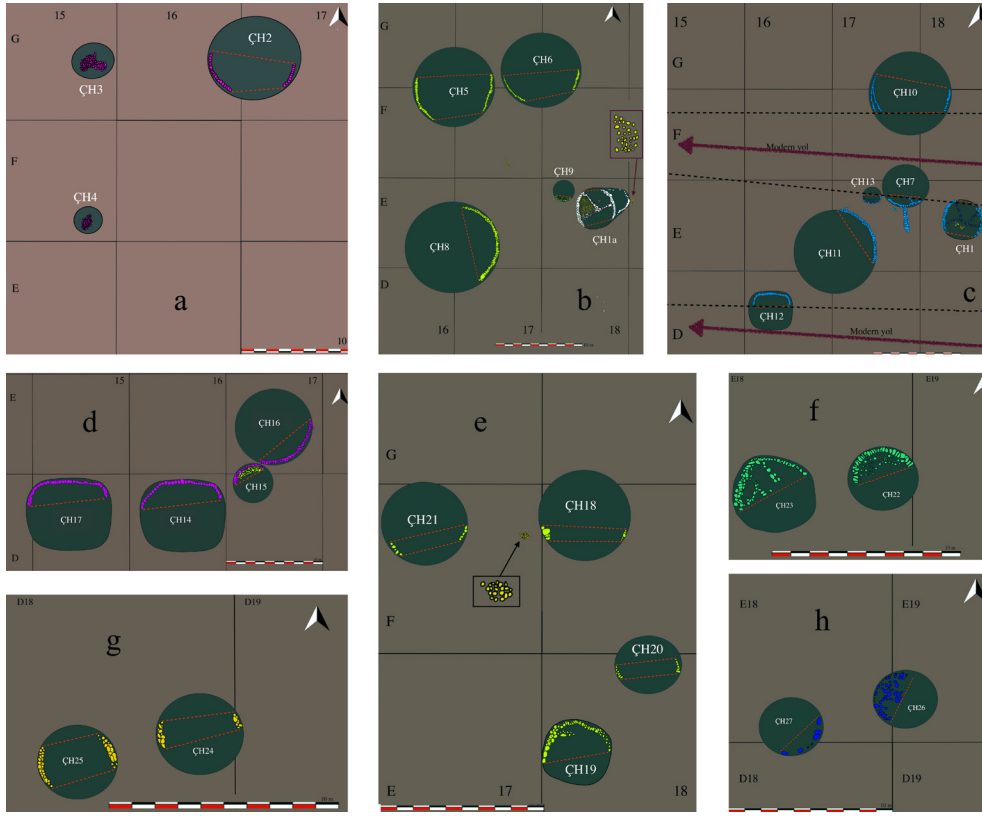 15 16 17
G
ÇH2
ÇH3
F
ÇH4
E
a
10
G
ÇH6
ÇH5
F
ÇH9
E
ÇH1a
ÇH8
b
D
16 17 18
15 16 17 18
G
ÇH10
F
Modern yol
ÇH13 ÇH7
E
ÇH1
ÇH11
c
ÇH12
D
Modern yol
15 16 17
E
d
ÇH16
ÇH15
ÇH17 ÇH14
D
e
G
ÇH21 ÇH18
F
ÇH20
ÇH19
E 17 18
E18 E19
f
ÇH23 ÇH22
10 m
D18 D19
g
ÇH24
ÇH25
10 m
E18 E19
h
ÇH26
ÇH27
D18 D19